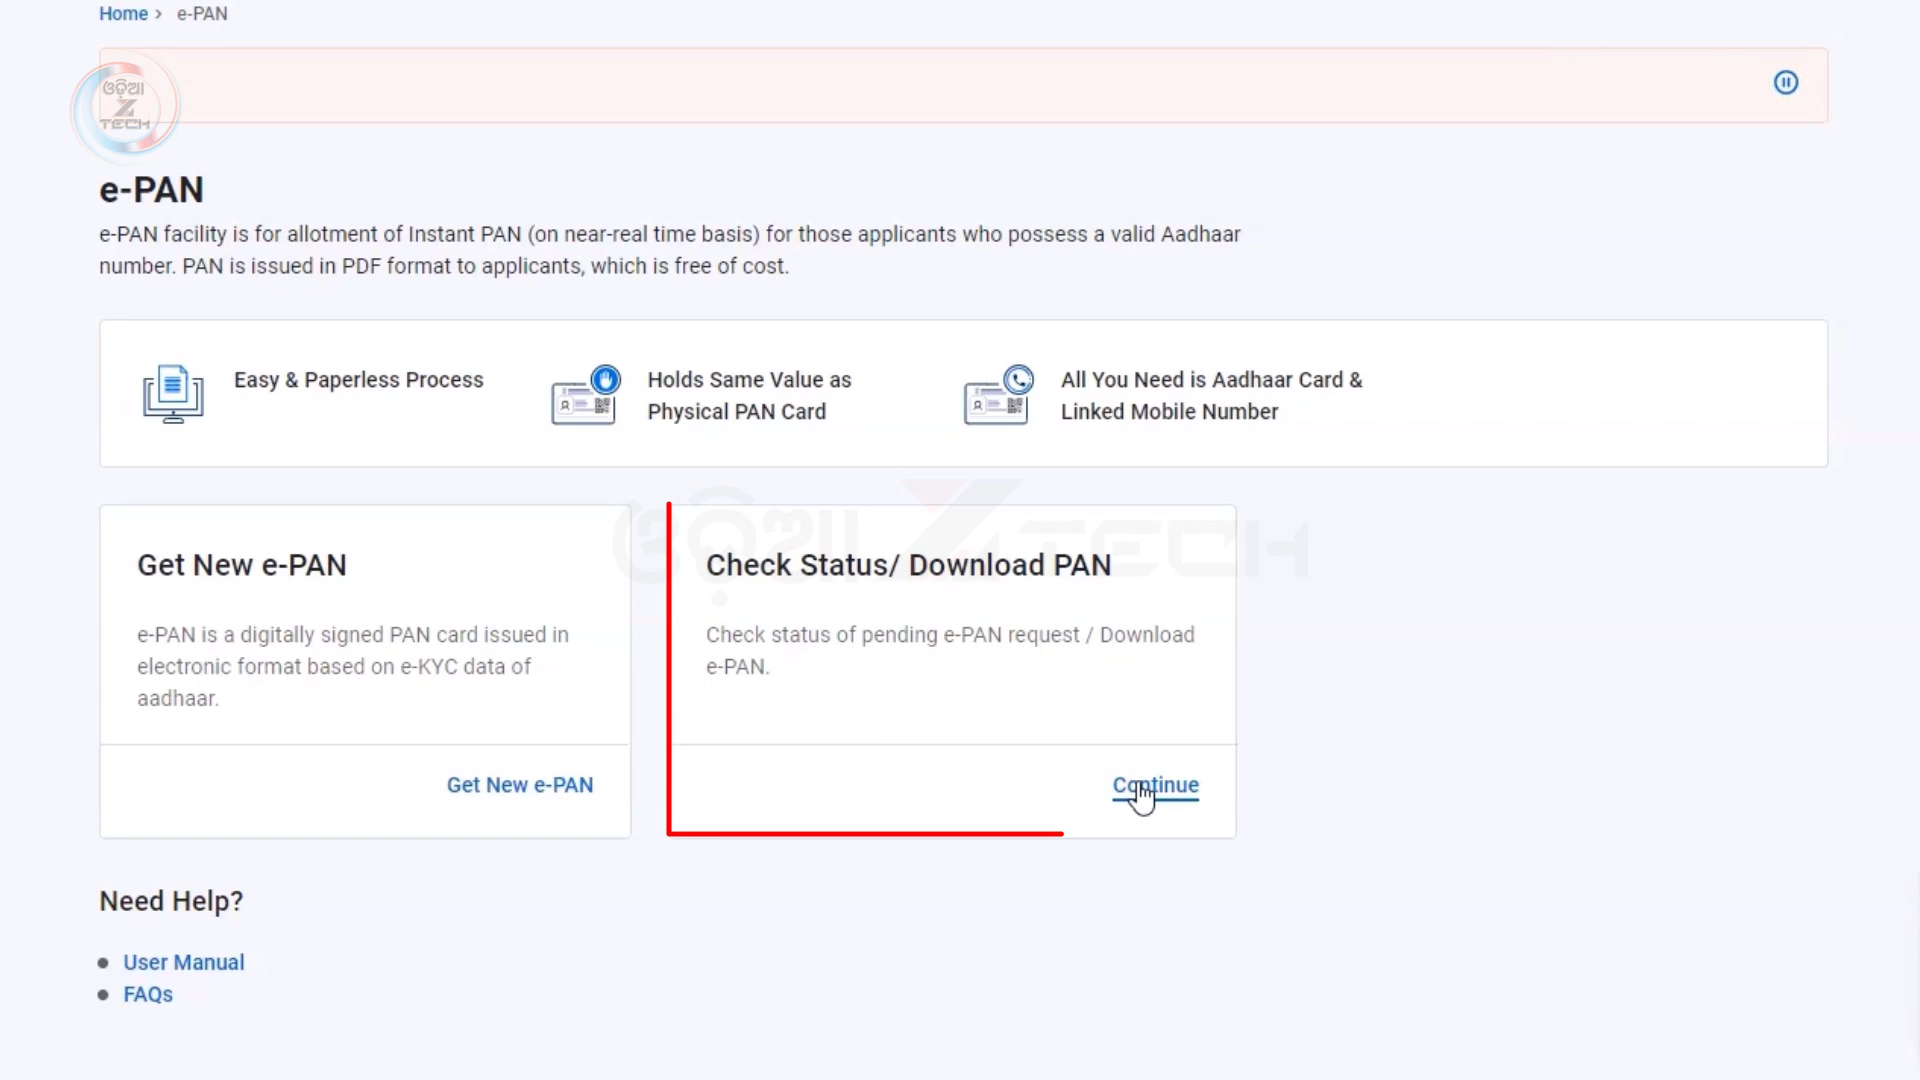 Home › e-PAN
ଓଡ଼ିଆ
Z
TECH
e-PAN
e-PAN facility is for allotment of Instant PAN (on near-real time basis) for those applicants who possess a valid Aadhaar
number. PAN is issued in PDF format to applicants, which is free of cost.
Easy & Paperless Process
Holds Same Value as
Physical PAN Card
All You Need is Aadhaar Card &
Linked Mobile Number
ଓଡ଼ିଆ Z TECH
Get New e-PAN
e-PAN is a digitally signed PAN card issued in
electronic format based on e-KYC data of
aadhaar.
Get New e-PAN
Check Status/ Download PAN
Check status of pending e-PAN request / Download
e-PAN.
Continue
Need Help?
User Manual
FAQs